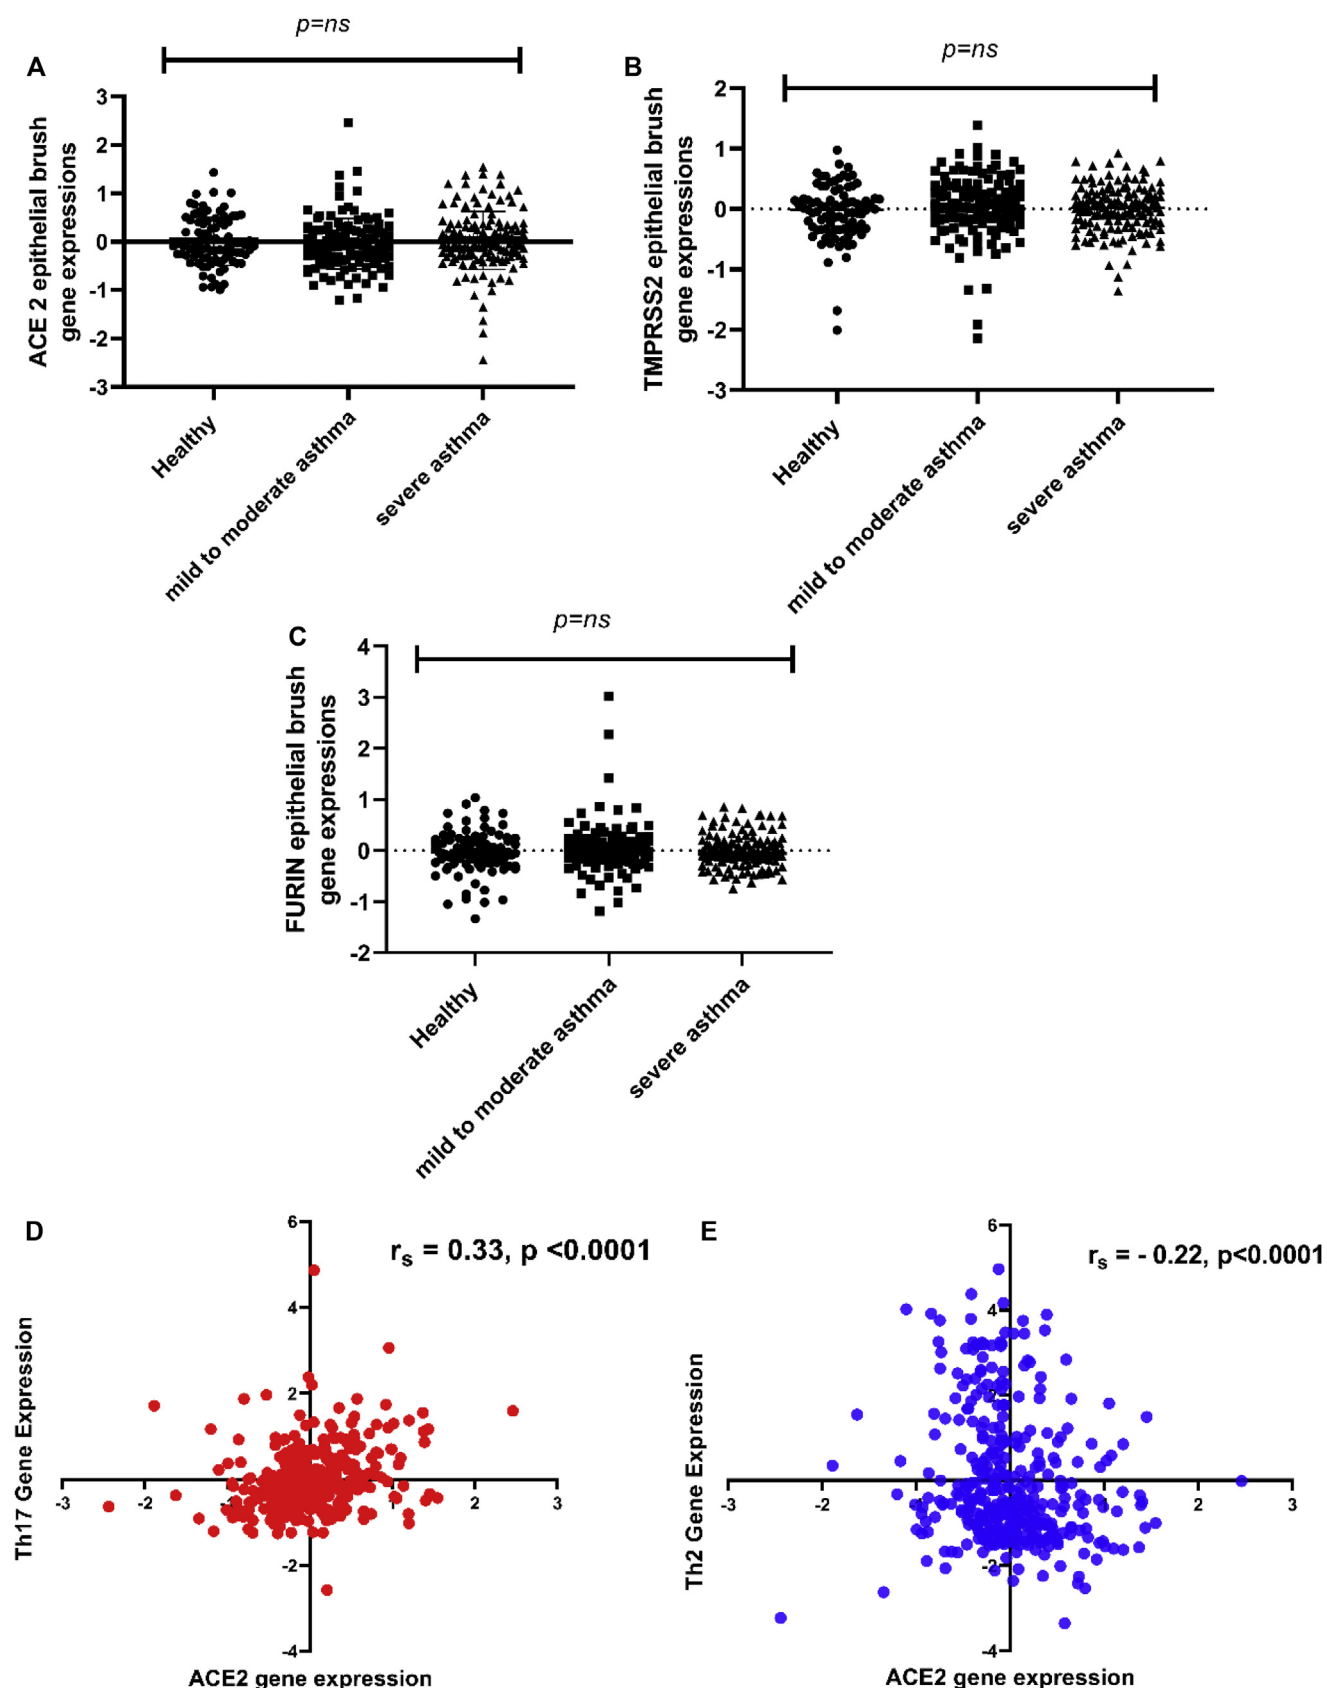 p=ns
A
ACE 2 epithelial brush
gene expressions
3
2
1
0
-1
-2
-3
Healthy
mild to moderate asthma
severe asthma
p=ns
B
TMPRSS2 epithelial brush
gene expressions
2
1
0
-1
-2
-3
Healthy
mild to moderate asthma
severe asthma
p=ns
C
FURIN epithelial brush
gene expressions
4
3
2
1
0
-1
-2
Healthy
mild to moderate asthma
severe asthma
D
rs = 0.33, p <0.0001
Th17 Gene Expression
6
4
2
-2
-4
-3
-2
2
3
ACE2 gene expression
E
rs = - 0.22, p<0.0001
Th2 Gene Expression
6
4
-4
-3
-2
2
3
ACE2 gene expression